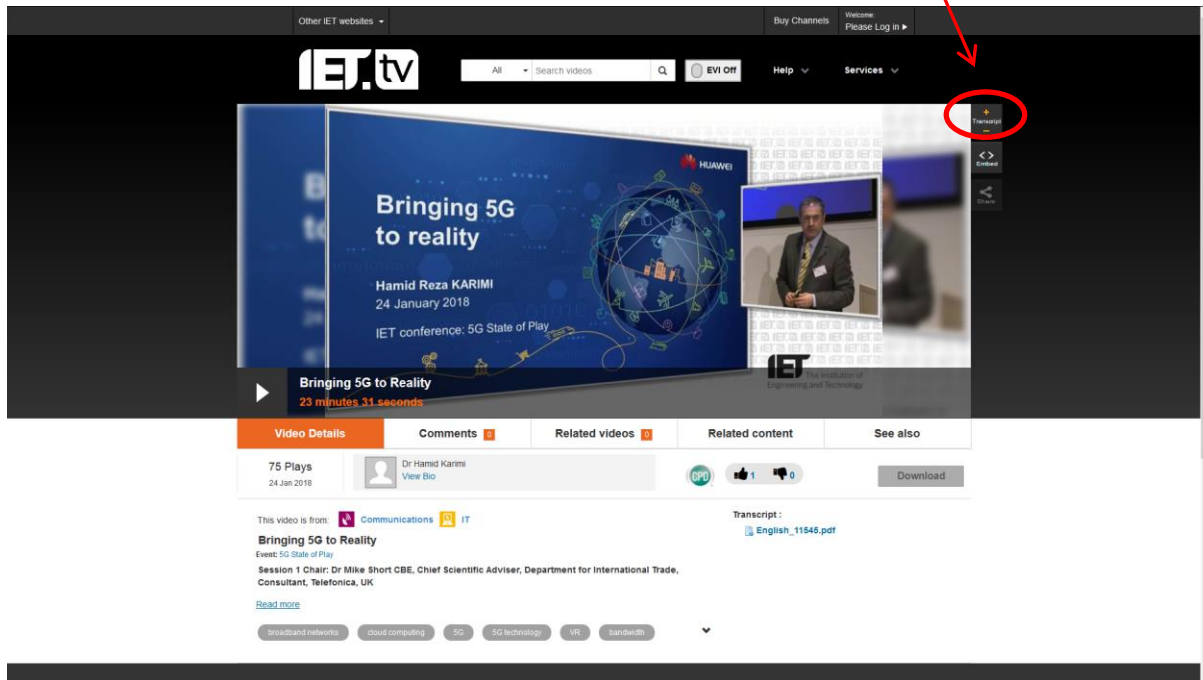 Other IET websites
Buy Channels
Welcome:
Please Log in ▶
IET.tv
All
Search videos
EVI Off
Help
Services
+
Transcript
−
HUAWEI
Bringing 5G
to reality
Hamid Reza KARIMI
24 January 2018
IET conference: 5G State of Play
< >
Embed
Share
IET
The Institution of
Engineering and Technology
Bringing 5G to Reality
23 minutes 31 seconds
Video Details
Comments 0
Related videos 0
Related content
See also
75 Plays
24 Jan 2018
Dr Hamid Karimi
View Bio
CPD
1
0
Download
This video is from: Communications IT
Transcript :
English_11545.pdf
Bringing 5G to Reality
Event: 5G State of Play
Session 1 Chair: Dr Mike Short CBE, Chief Scientific Adviser, Department for International Trade,
Consultant, Telefonica, UK
Read more
broadband networks cloud computing 5G 5G technology VR bandwidth